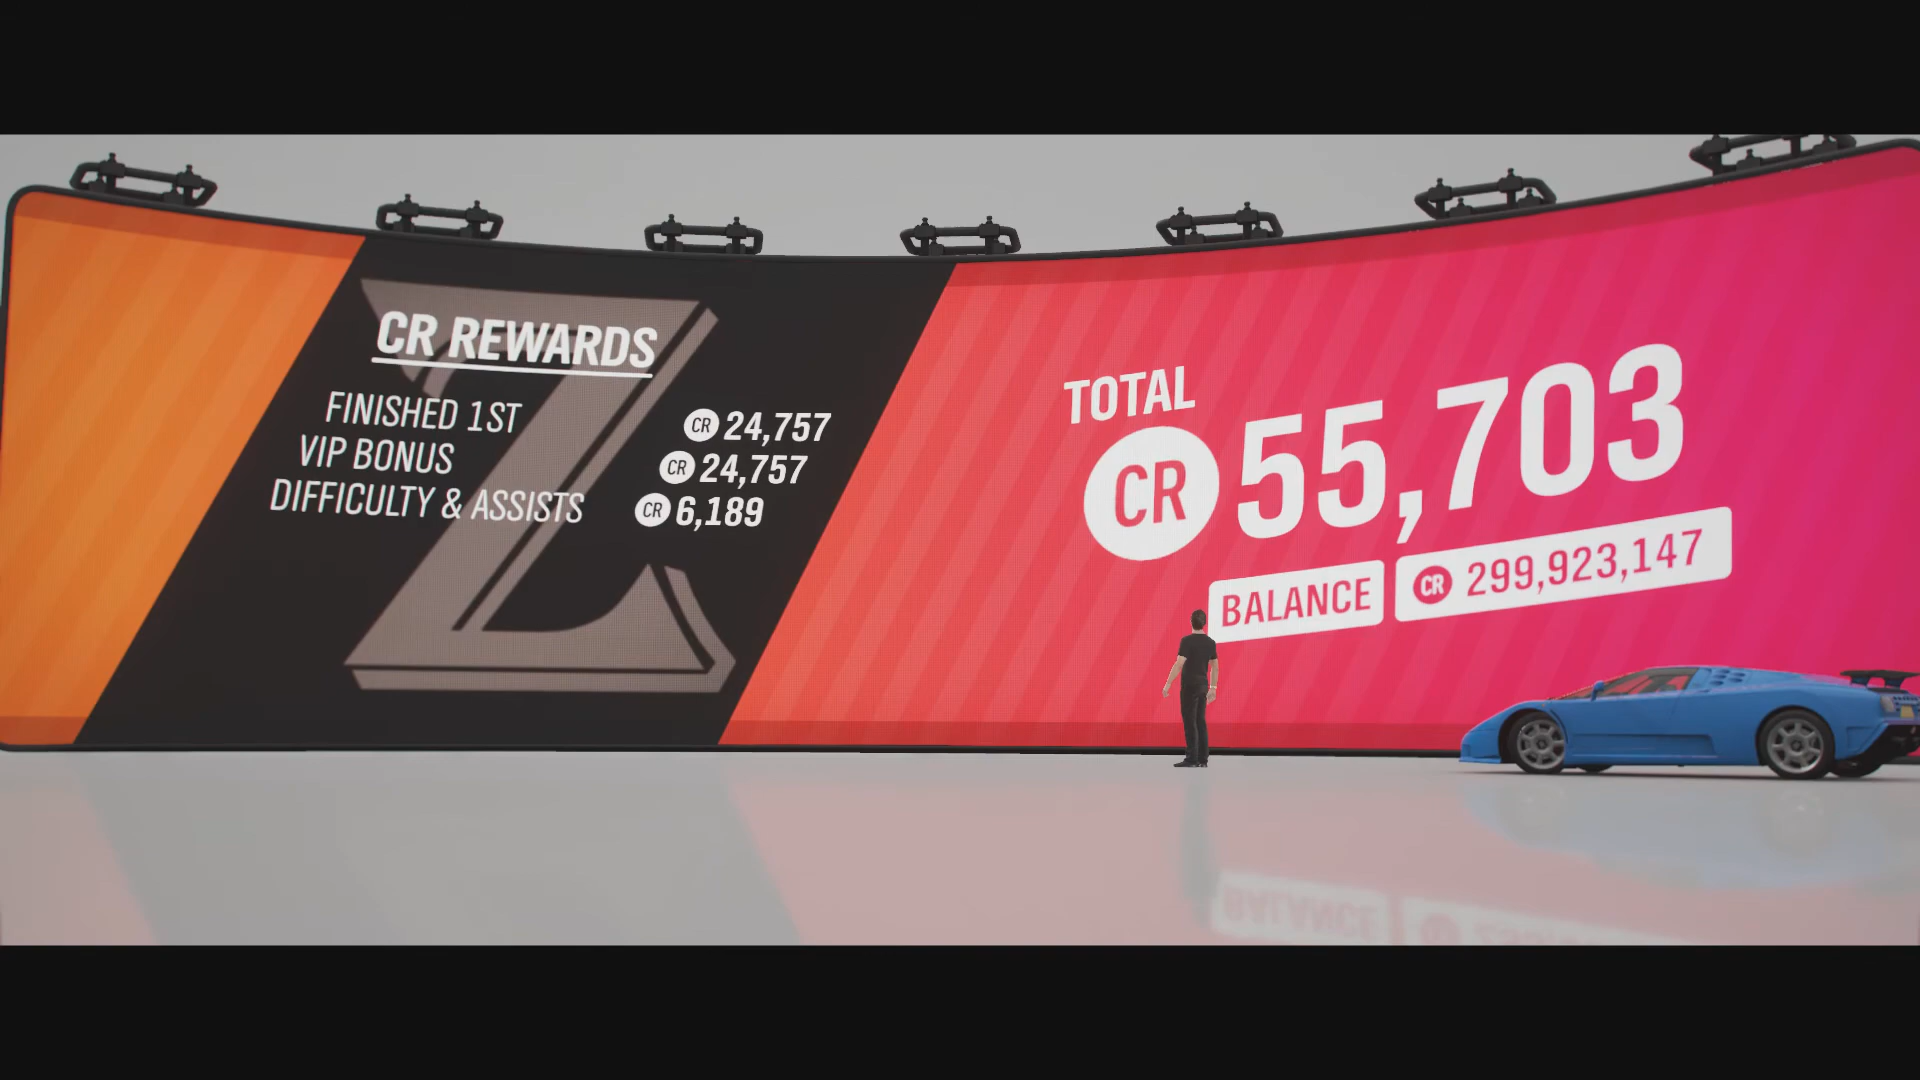 CR REWARDS
FINISHED 1ST CR 24,757
VIP BONUS CR 24,757
DIFFICULTY & ASSISTS CR 6,189
Z
TOTAL
CR 55,703
BALANCE CR 299,923,147